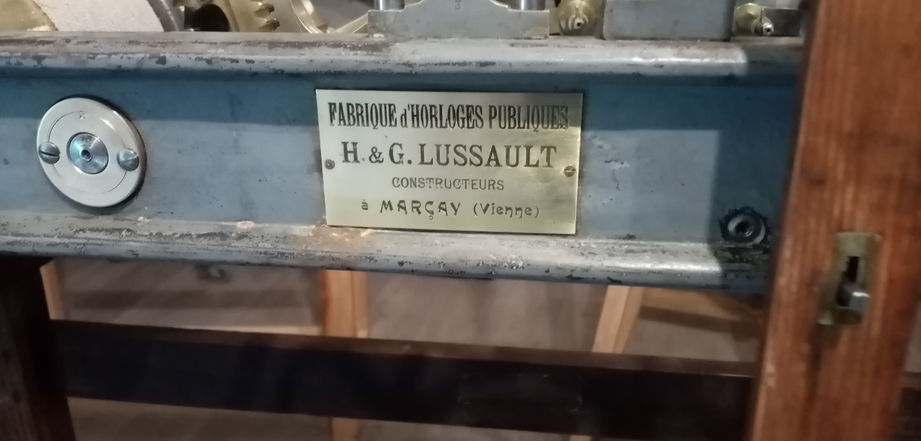 FABRIQUE d'HORLOGES PUBLIQUES
H. & G. LUSSAULT
CONSTRUCTEURS
à MARÇAY (Vienne)